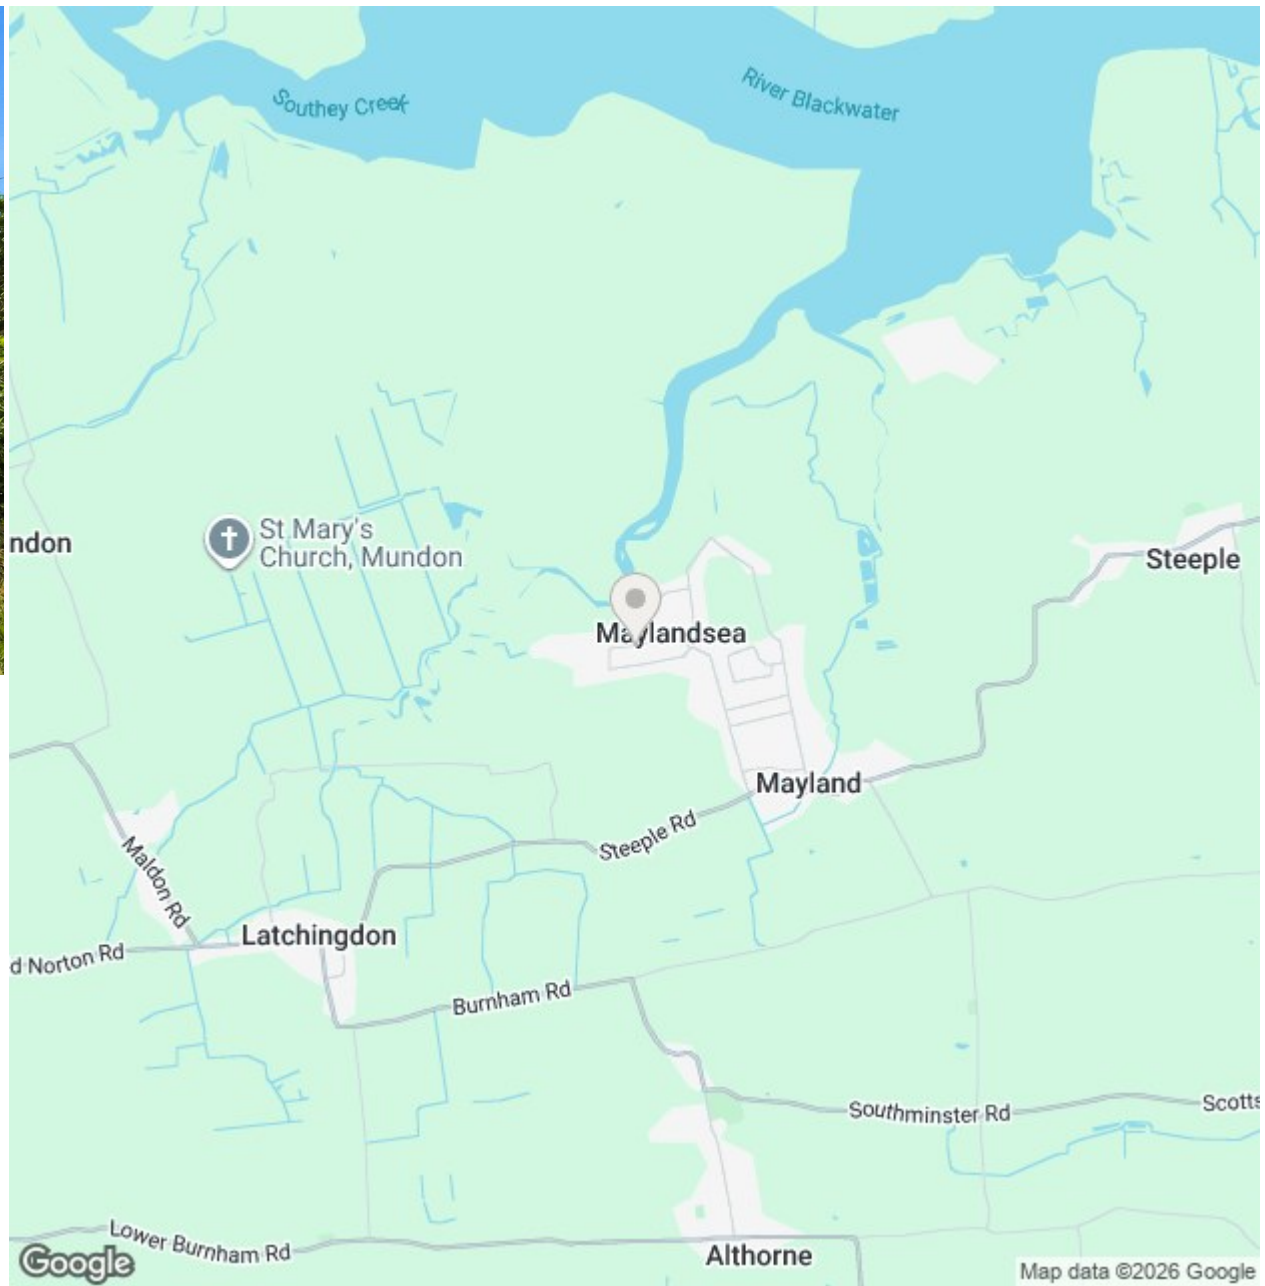 Southey Creek
River Blackwater
ndon
St Mary's
Church, Mundon
Steeple
Maylandsea
Mayland
Steeple Rd
Maldon Rd
Latchingdon
d Norton Rd
Burnham Rd
Southminster Rd
Scotts
Lower Burnham Rd
Althorne
Google
Map data ©2026 Google